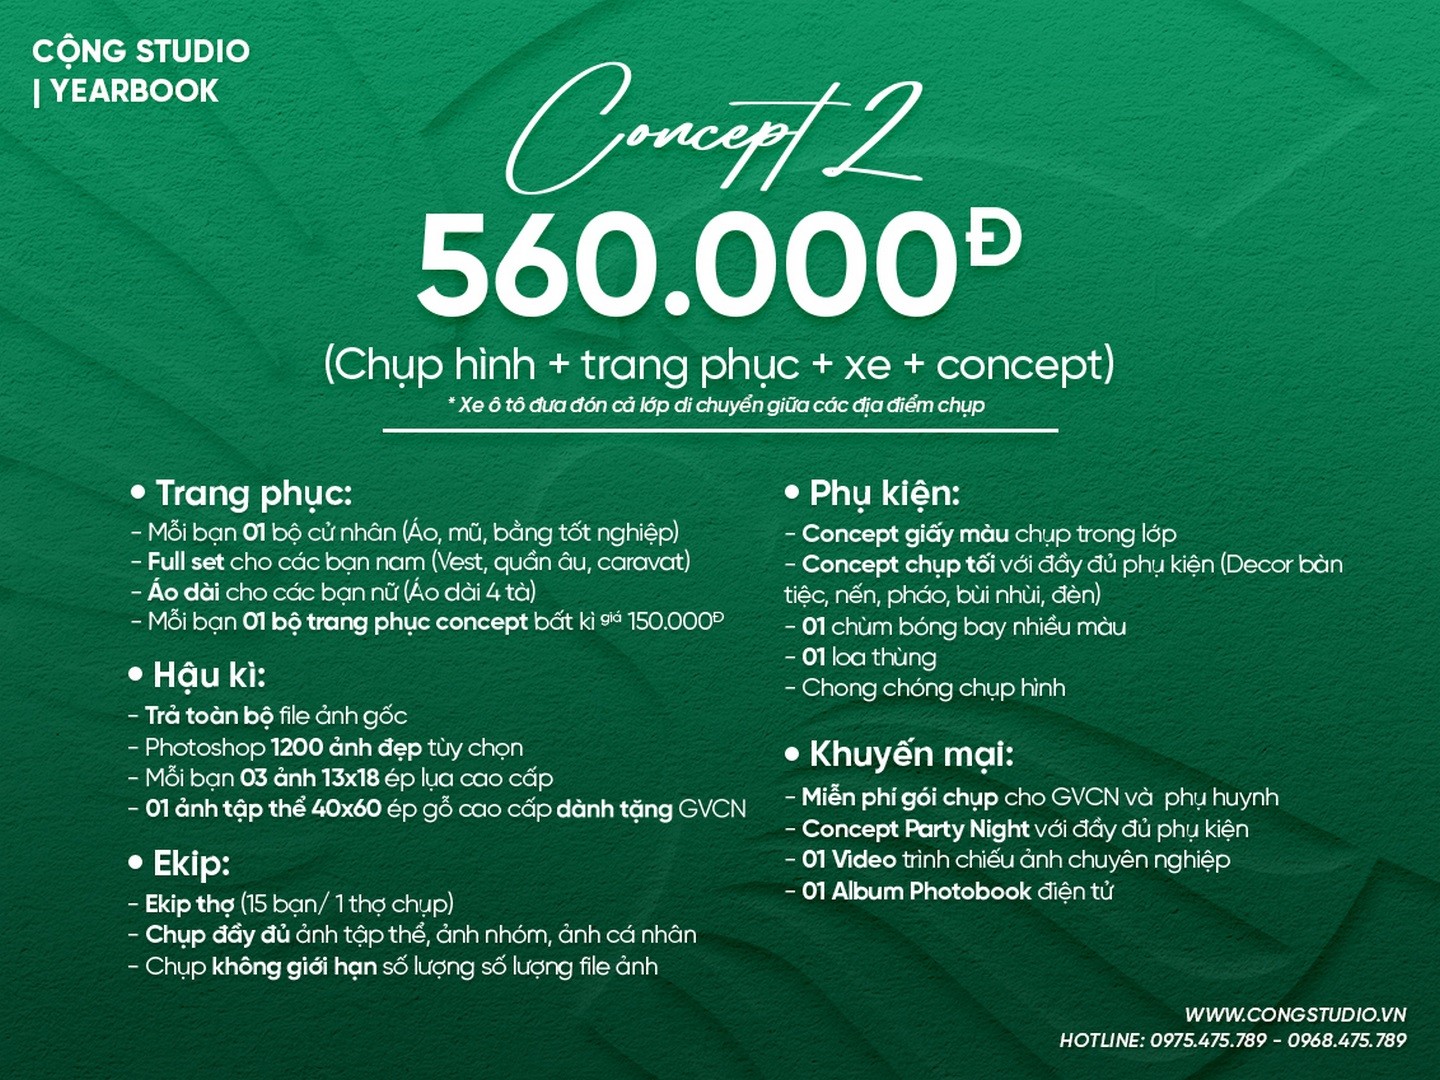 CỘNG STUDIO
| YEARBOOK
Concept 2
560.000Đ
(Chụp hình + trang phục + xe + concept)
* Xe ô tô đưa đón cả lớp di chuyển giữa các địa điểm chụp
• Trang phục:
- Mỗi bạn 01 bộ cử nhân (Áo, mũ, bằng tốt nghiệp)
- Full set cho các bạn nam (Vest, quần âu, caravat)
- Áo dài cho các bạn nữ (Áo dài 4 tà)
- Mỗi bạn 01 bộ trang phục concept bất kì giá 150.000Đ
• Hậu kì:
- Trả toàn bộ file ảnh gốc
- Photoshop 1200 ảnh đẹp tùy chọn
- Mỗi bạn 03 ảnh 13x18 ép lụa cao cấp
- 01 ảnh tập thể 40x60 ép gỗ cao cấp dành tặng GVCN
• Ekip:
- Ekip thợ (15 bạn/ 1 thợ chụp)
- Chụp đầy đủ ảnh tập thể, ảnh nhóm, ảnh cá nhân
- Chụp không giới hạn số lượng số lượng file ảnh
• Phụ kiện:
- Concept giấy màu chụp trong lớp
- Concept chụp tối với đầy đủ phụ kiện (Decor bàn
tiệc, nến, pháo, bùi nhùi, đèn)
- 01 chùm bóng bay nhiều màu
- 01 loa thùng
- Chong chóng chụp hình
• Khuyến mại:
- Miễn phí gói chụp cho GVCN và phụ huynh
- Concept Party Night với đầy đủ phụ kiện
- 01 Video trình chiếu ảnh chuyên nghiệp
- 01 Album Photobook điện tử
WWW.CONGSTUDIO.VN
HOTLINE: 0975.475.789 - 0968.475.789